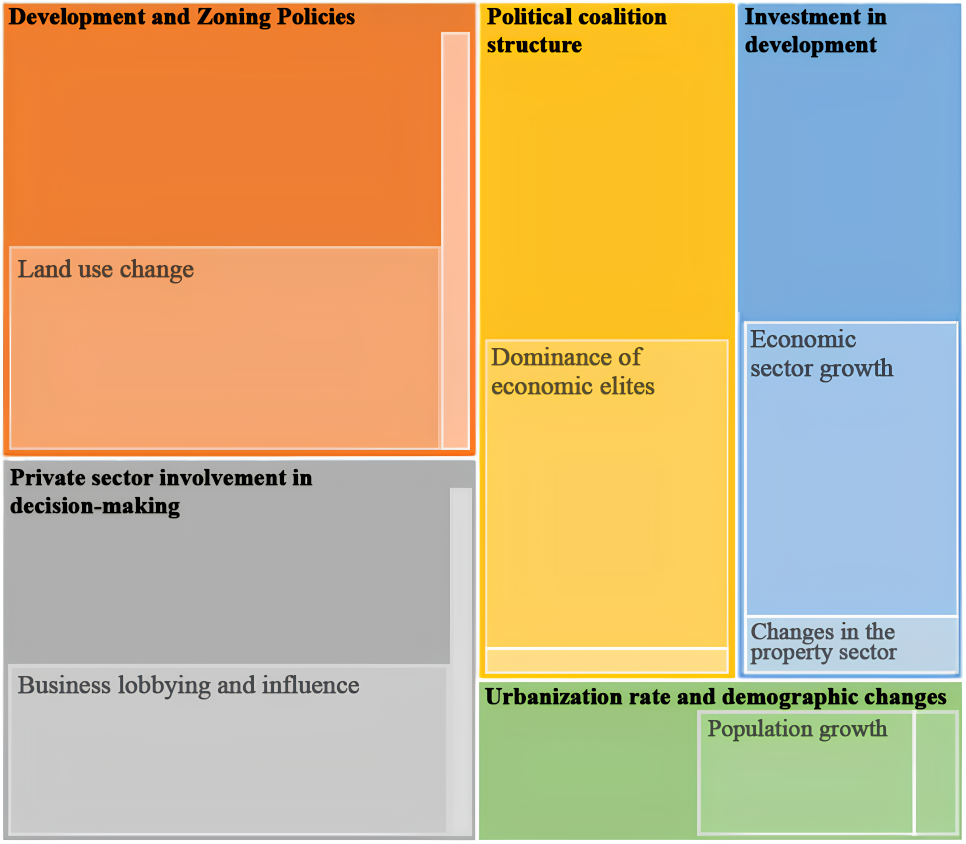 Development and Zoning Policies
Land use change
Private sector involvement in
decision-making
Business lobbying and influence
Political coalition
structure
Dominance of
economic elites
Investment in
development
Economic
sector growth
Changes in the
property sector
Urbanization rate and demographic changes
Population growth